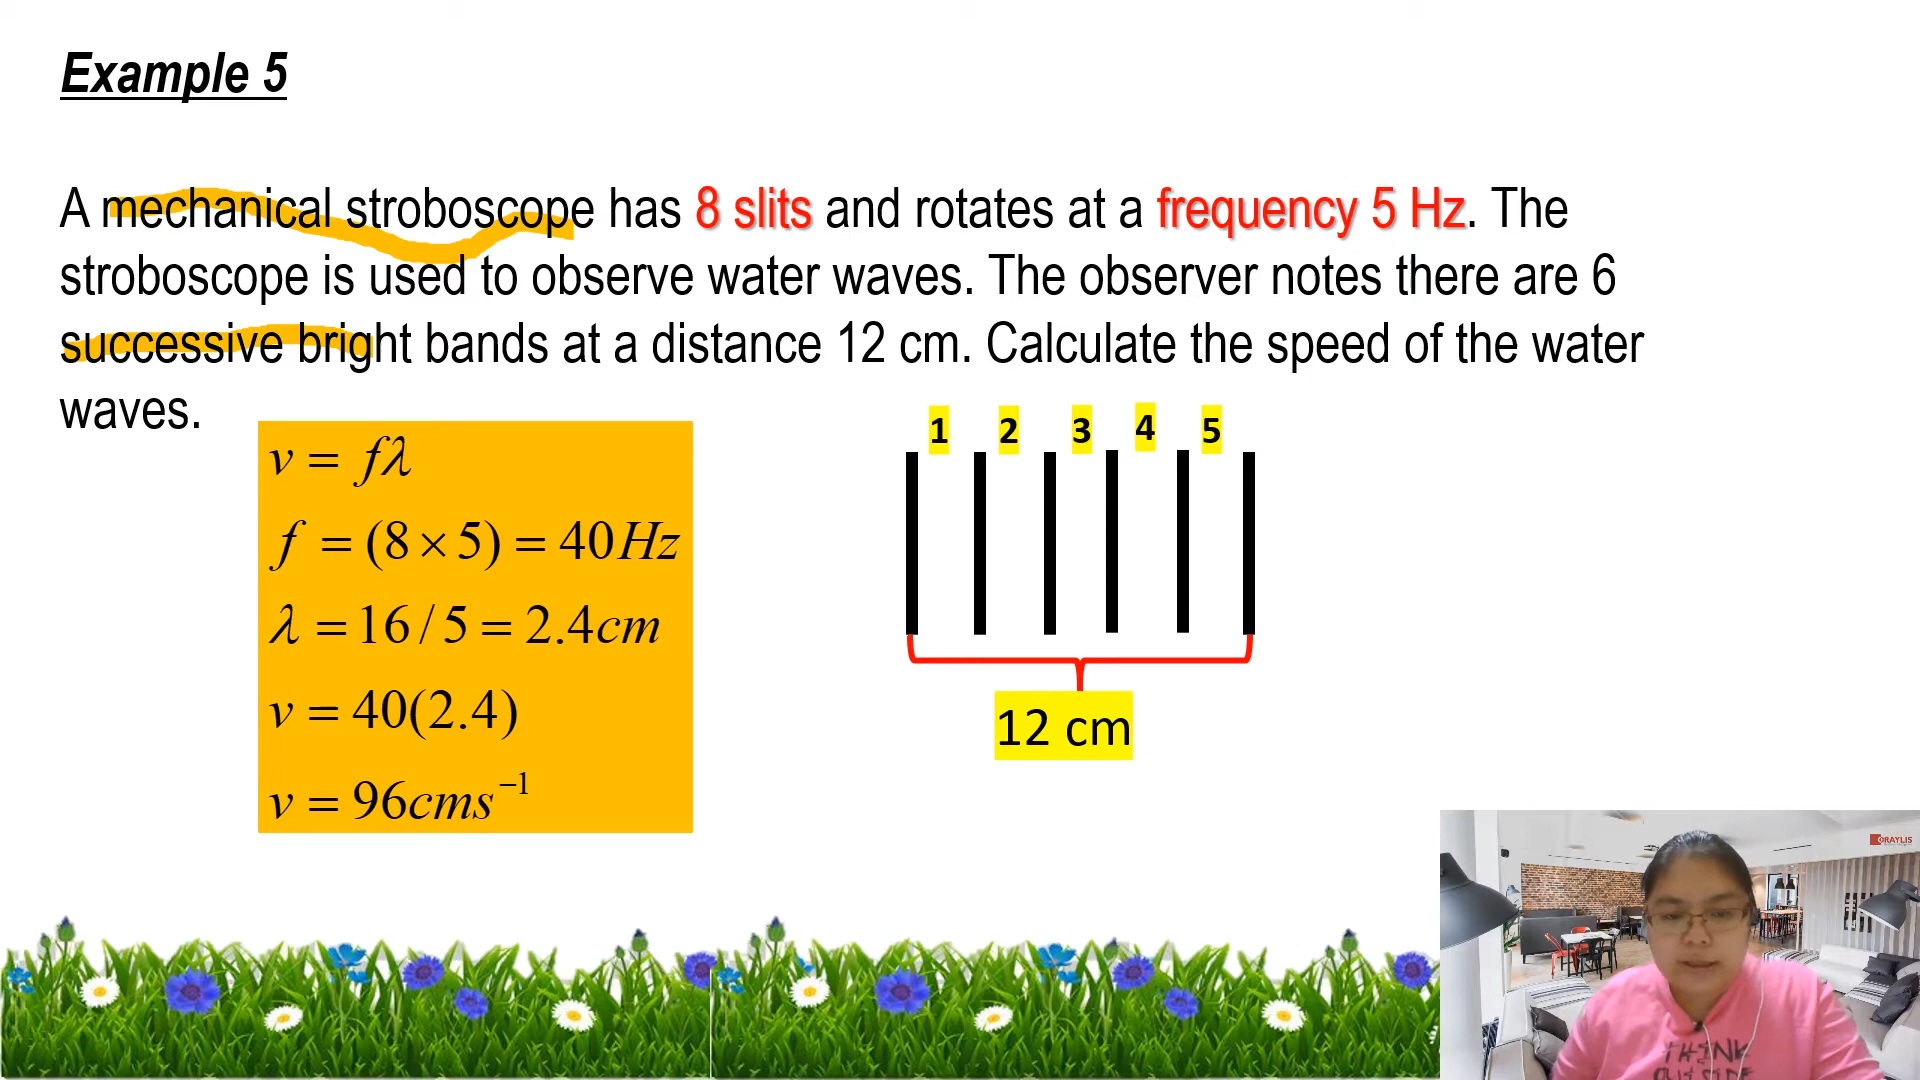 Example 5
A mechanical stroboscope has 8 slits and rotates at a frequency 5 Hz. The
stroboscope is used to observe water waves. The observer notes there are 6
successive bright bands at a distance 12 cm. Calculate the speed of the water
waves.
v = fλ
f = (8 × 5) = 40Hz
λ = 16 / 5 = 2.4cm
v = 40(2.4)
v = 96cms⁻¹
1 2 3 4 5
12 cm
ORAYLIS
THINK
OUTSIDE